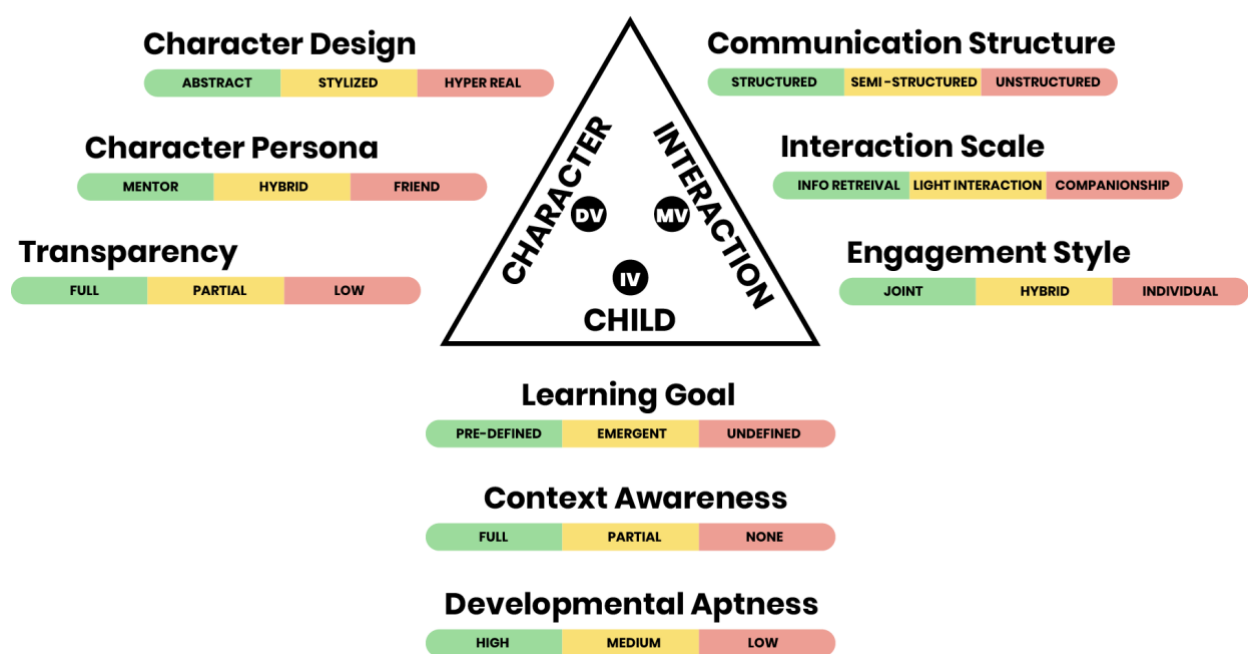 Character Design
ABSTRACT STYLIZED HYPER REAL
Character Persona
MENTOR HYBRID FRIEND
Transparency
FULL PARTIAL LOW
CHARACTER
DV
INTERACTION
MV
IV
CHILD
Communication Structure
STRUCTURED SEMI-STRUCTURED UNSTRUCTURED
Interaction Scale
INFO RETREIVAL LIGHT INTERACTION COMPANIONSHIP
Engagement Style
JOINT HYBRID INDIVIDUAL
Learning Goal
PRE-DEFINED EMERGENT UNDEFINED
Context Awareness
FULL PARTIAL NONE
Developmental Aptness
HIGH MEDIUM LOW